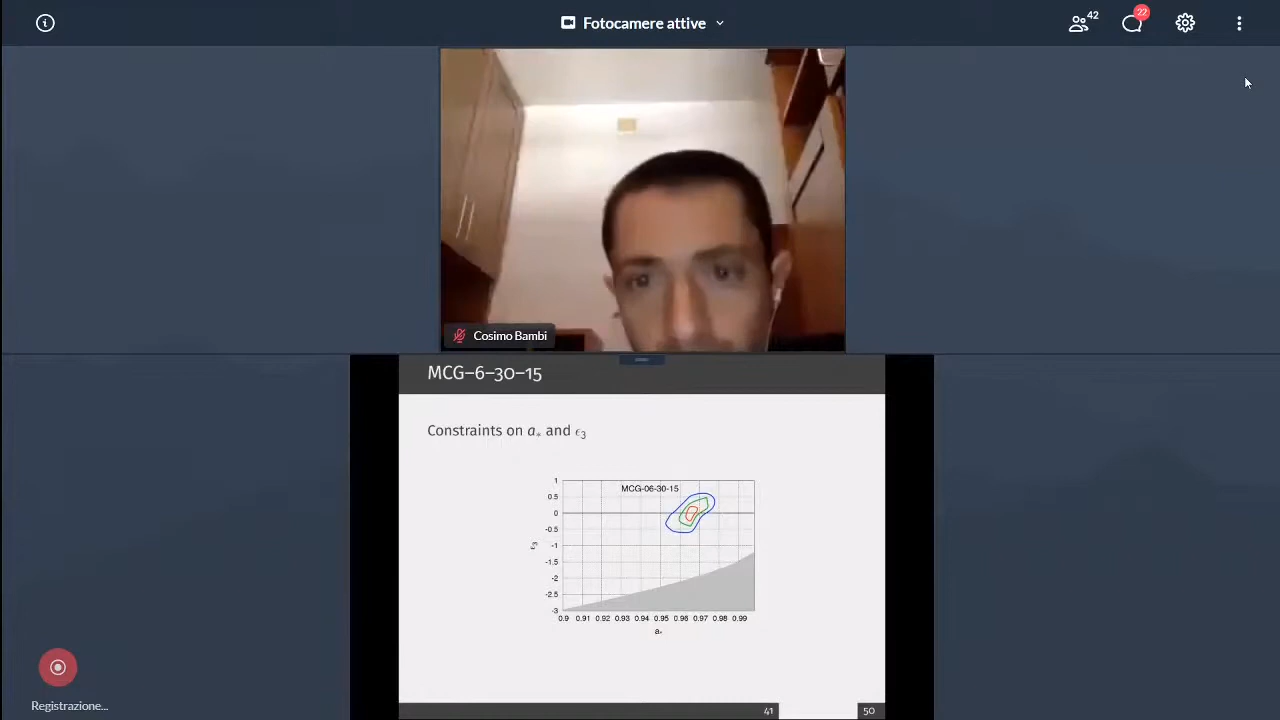 Fotocamere attive
42
22
Cosimo Bambi
MCG–6–30–15
Constraints on a* and ϵ3
MCG-06-30-15
1
0.5
0
-0.5
-1
-1.5
-2
-2.5
-3
ε3
0.9 0.91 0.92 0.93 0.94 0.95 0.96 0.97 0.98 0.99
a*
Registrazione...
41
50